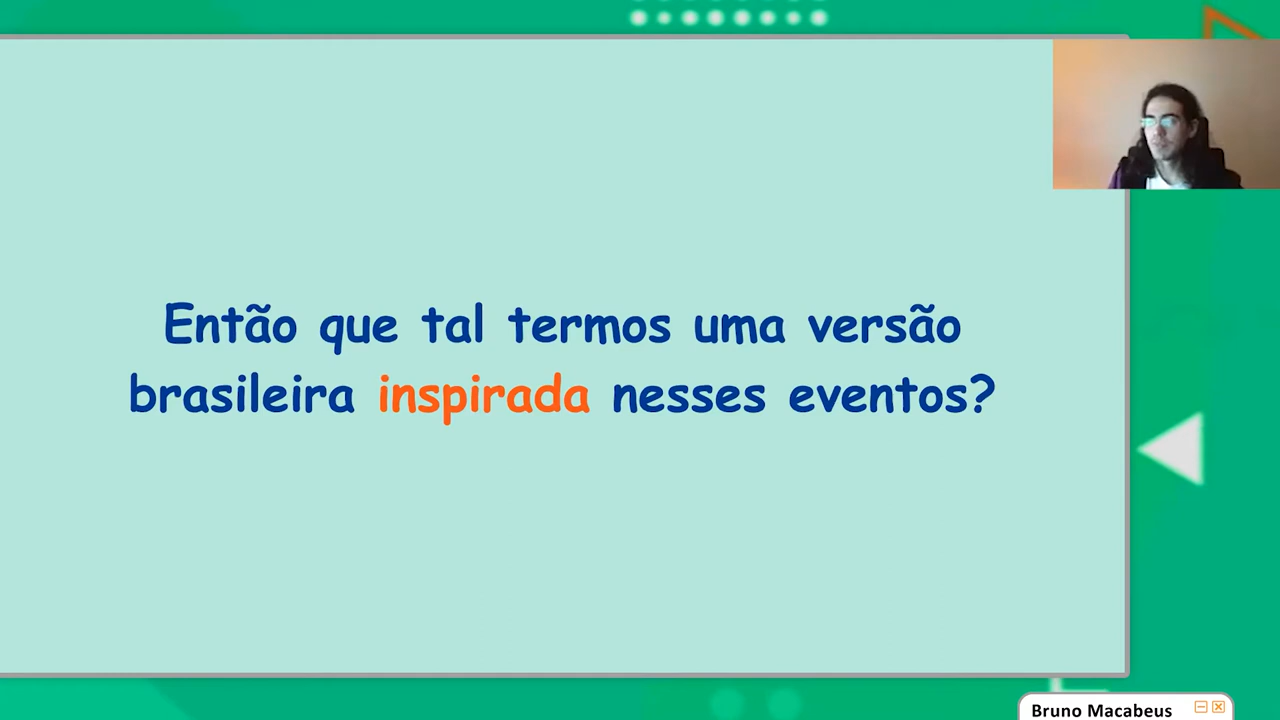 Então que tal termos uma versão
brasileira inspirada nesses eventos?
Bruno Macabeus